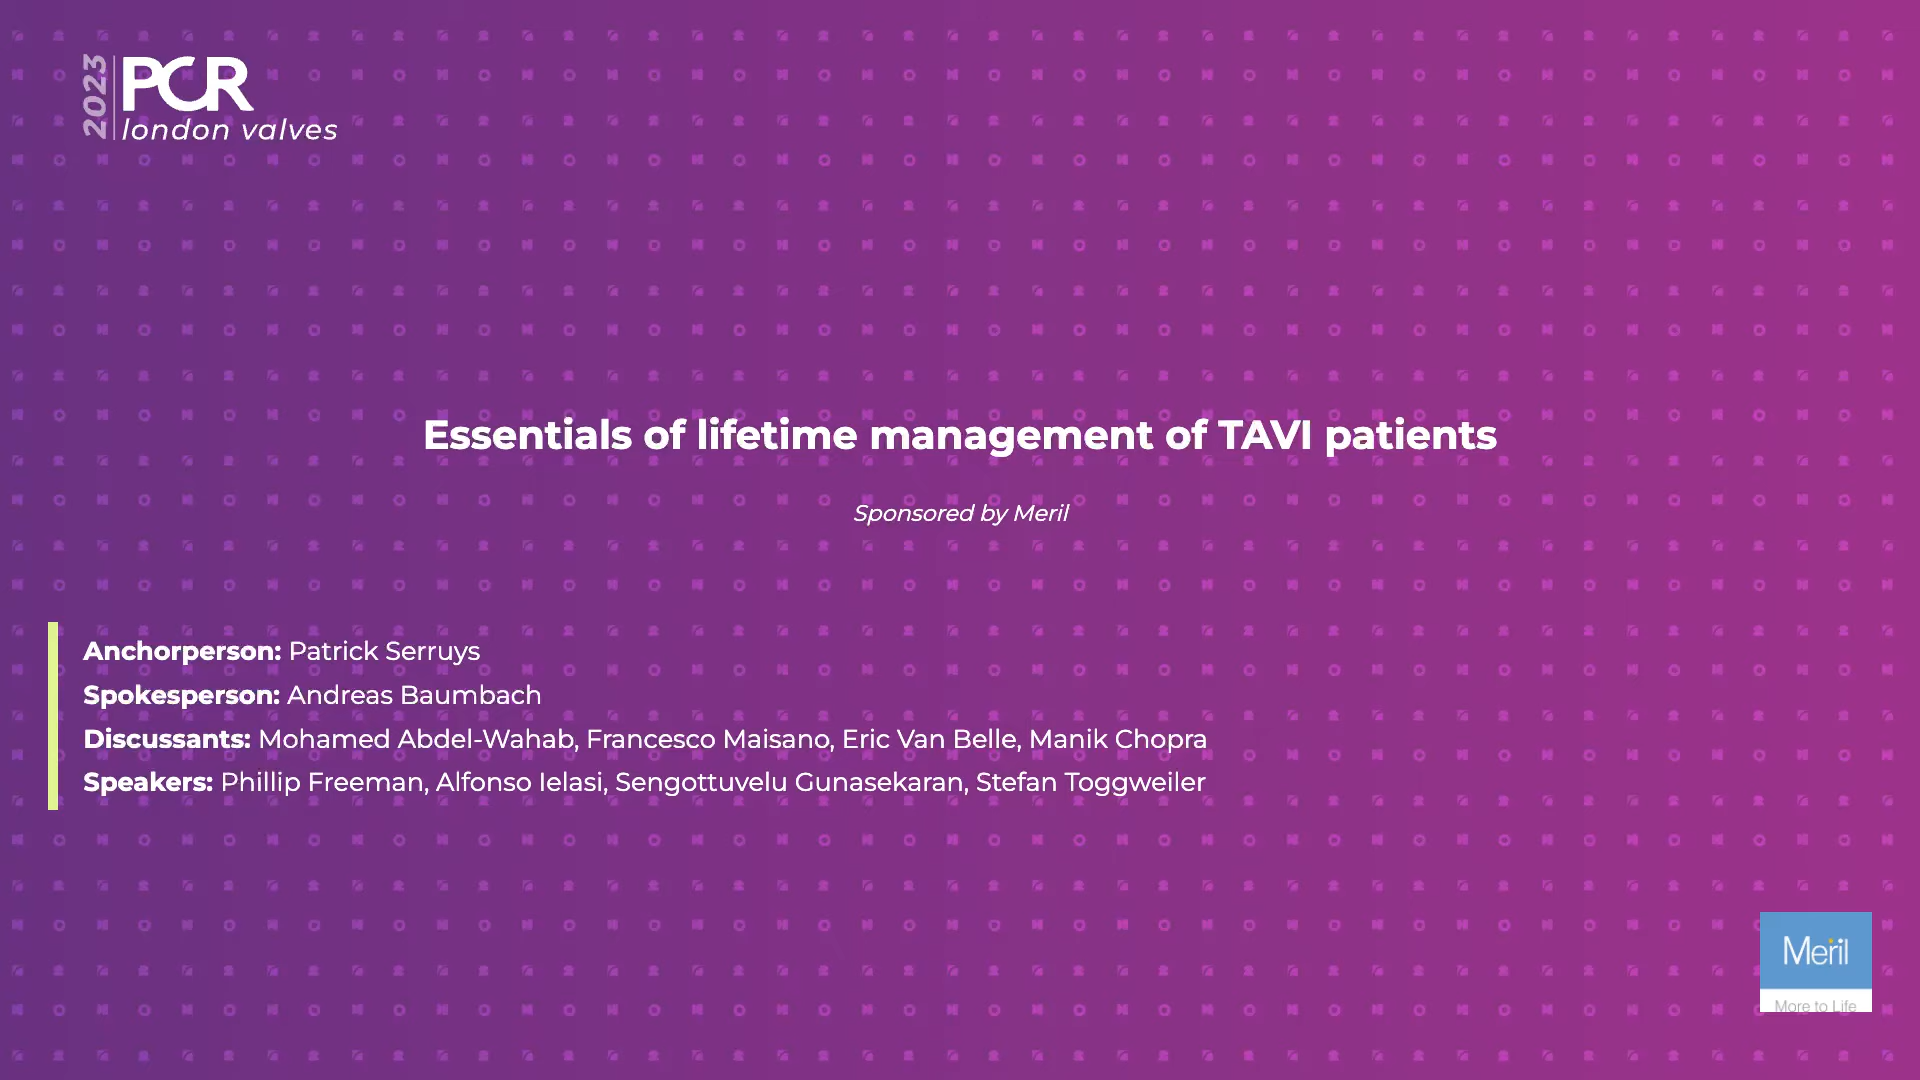 2023
PCR
london valves
Essentials of lifetime management of TAVI patients
Sponsored by Meril
Anchorperson: Patrick Serruys
Spokesperson: Andreas Baumbach
Discussants: Mohamed Abdel-Wahab, Francesco Maisano, Eric Van Belle, Manik Chopra
Speakers: Phillip Freeman, Alfonso Ielasi, Sengottuvelu Gunasekaran, Stefan Toggweiler
Meril
More to Life